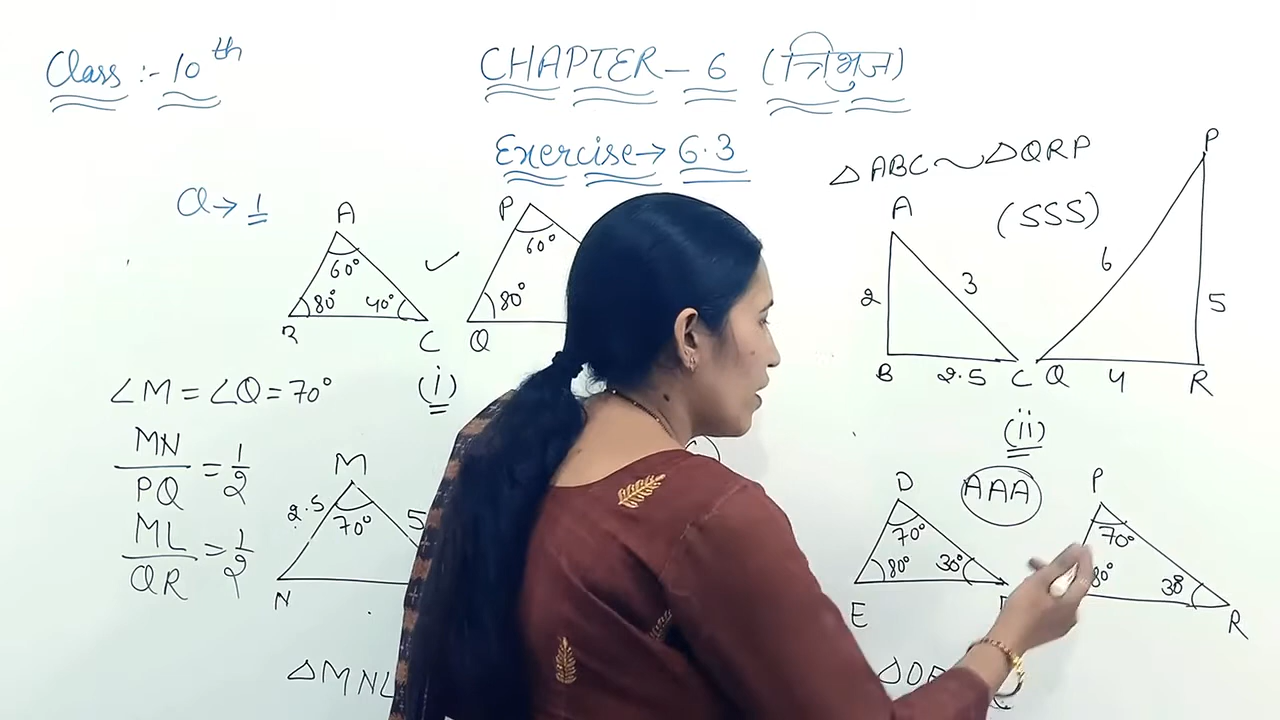 Class :- 10th
CHAPTER - 6 (त्रिभुज)
Exercise → 6.3
Q → 1
A
60°
80°
40°
B
C
P
60°
80°
Q
(i)
△ABC ~ △QRP
(SSS)
A
2
3
B
2.5
C
P
6
5
Q
4
R
(ii)
∠M = ∠Q = 70°
MN/PQ = 1/2
ML/QR = 1/2
M
2.5
70°
5
N
△MNL
D
70°
80°
30°
E
AAA
P
70°
80°
30°
R